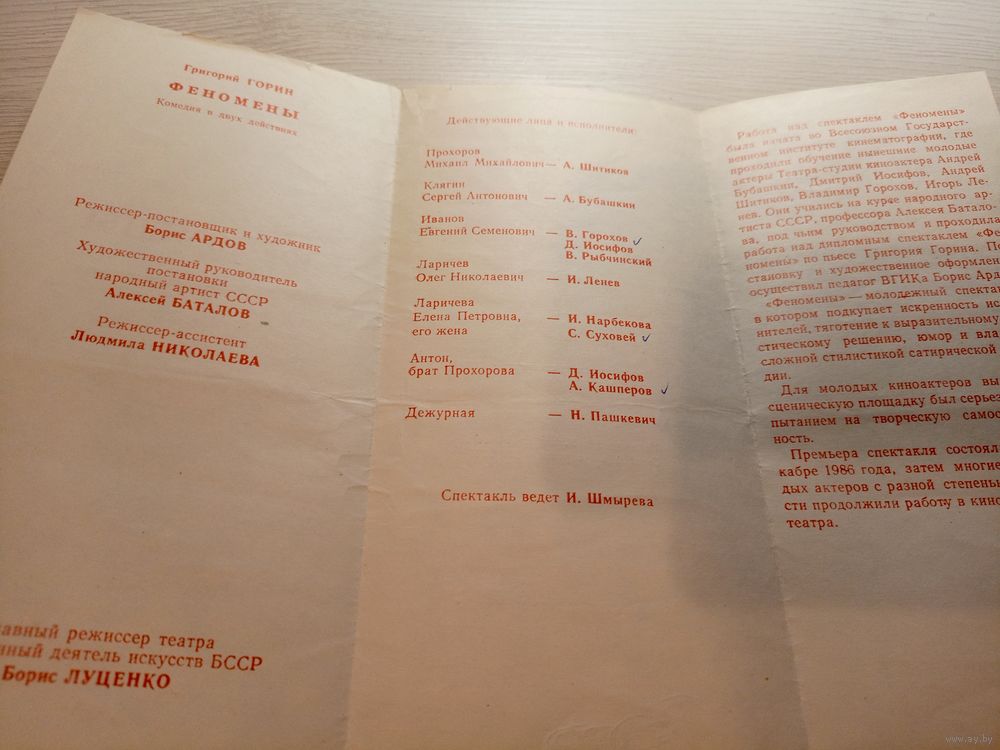 Григорий ГОРИН
ФЕНОМЕНЫ
Комедия в двух действиях
Режиссер-постановщик и художник
Борис АРДОВ
Художественный руководитель
постановки
народный артист СССР
Алексей БАТАЛОВ
Режиссер-ассистент
Людмила НИКОЛАЕВА
авный режиссер театра
нный деятель искусств БССР
Борис ЛУЦЕНКО
Действующие лица и исполнители:
Прохоров
Михаил Михайлович — А. Шитиков
Клягин
Сергей Антонович — А. Бубашкин
Иванов
Евгений Семенович — В. Горохов
Д. Иосифов
В. Рыбчинский
Ларичев
Олег Николаевич — И. Ленев
Ларичева
Елена Петровна, — И. Нарбекова
его жена С. Суховей
Антон,
брат Прохорова — Д. Иосифов
А. Кашперов
Дежурная — Н. Пашкевич
Спектакль ведет И. Шмырева
Работа над спектаклем «Феномены»
была начата во Всесоюзном Государст-
венном институте кинематографии, где
проходили обучение нынешние молодые
актеры Театра-студии киноактера Андрей
Бубашкин, Дмитрий Иосифов, Андрей
Шитиков, Владимир Горохов, Игорь Ле-
нев. Они учились на курсе народного ар-
тиста СССР, профессора Алексея Батало-
ва, под чьим руководством и проходила
работа над дипломным спектаклем «Фе
номены» по пьесе Григория Горина. По
становку и художественное оформлен
осуществил педагог ВГИКа Борис Ард
«Феномены» — молодежный спектак
в котором подкупает искренность ис
нителей, тяготение к выразительному
стическому решению, юмор и вла
сложной стилистикой сатирической
дии.
Для молодых киноактеров вы
сценическую площадку был серьез
пытанием на творческую самос
ность.
Премьера спектакля состоял
кабре 1986 года, затем многие
дых актеров с разной степень
сти продолжили работу в кино
театра.
www.ay.by